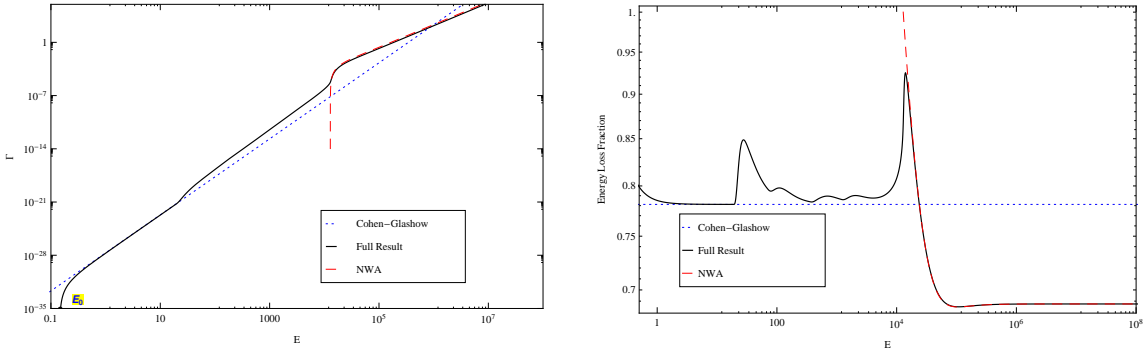 1
10^-7
10^-14
10^-21
10^-28
10^-35
Γ
E_0
0.1
10
1000
10^5
10^7
E
Cohen−Glashow
Full Result
NWA
1.
0.95
0.9
0.85
0.8
0.75
0.7
Energy Loss Fraction
Cohen−Glashow
Full Result
NWA
1
100
10^4
10^6
10^8
E